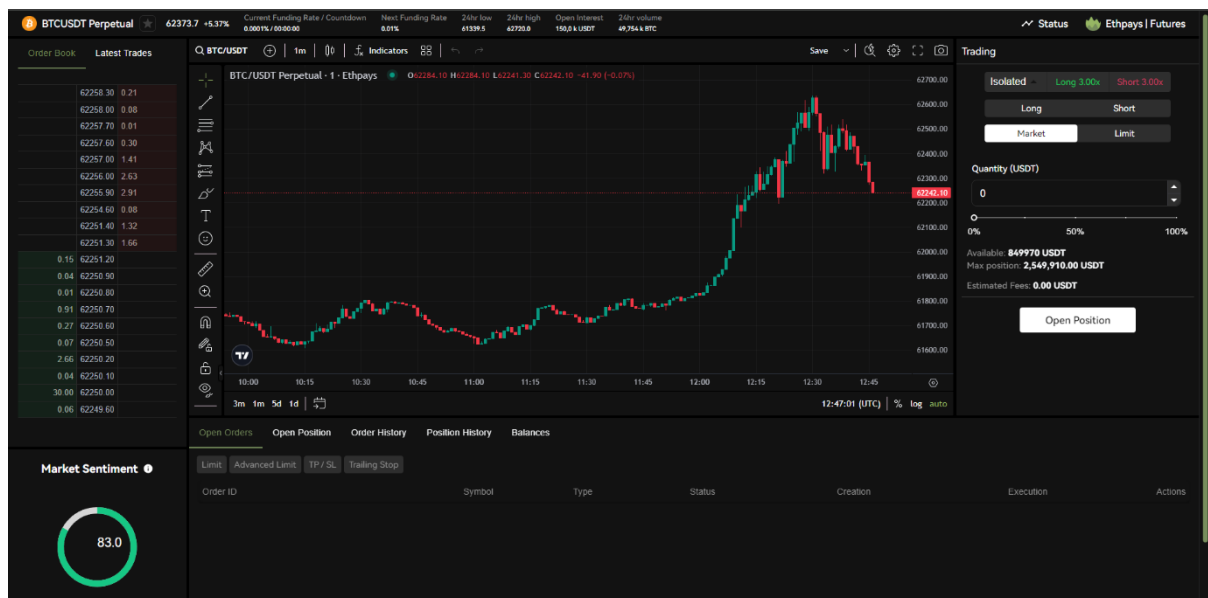 BTCUSDT Perpetual 62373.7 +5.37% Current Funding Rate / Countdown Next Funding Rate 24hr low 24hr high Open Interest 24hr volume Status Ethpays | Futures
0.0001% / 00:00:00 0.01% 61339.5 62720.0 150,0 k USDT 49,754 k BTC
Order Book Latest Trades
62258.30 0.21
62258.00 0.08
62257.70 0.01
62257.60 0.30
62257.00 1.41
62256.00 2.63
62255.90 2.91
62254.60 0.08
62251.40 1.32
62251.30 1.66
0.15 62251.20
0.04 62250.90
0.01 62250.80
0.91 62250.70
0.27 62250.60
0.07 62250.50
2.66 62250.20
0.04 62250.10
30.00 62250.00
0.06 62249.60
Market Sentiment
83.0
BTC/USDT 1m Indicators Save
BTC/USDT Perpetual · 1 · Ethpays O62284.10 H62284.10 L62241.30 C62242.10 −41.90 (−0.07%)
62700.00
62600.00
62500.00
62400.00
62300.00
62242.10
62200.00
62100.00
62000.00
61900.00
61800.00
61700.00
61600.00
10:00 10:15 10:30 10:45 11:00 11:15 11:30 11:45 12:00 12:15 12:30 12:45
3m 1m 5d 1d 12:47:01 (UTC) % log auto
Open Orders Open Position Order History Position History Balances
Limit Advanced Limit TP / SL Trailing Stop
Order ID Symbol Type Status Creation Execution Actions
Trading
Isolated Long 3.00x Short 3.00x
Long Short
Market Limit
Quantity (USDT)
0
0% 50% 100%
Available: 849970 USDT
Max position: 2,549,910.00 USDT
Estimated Fees: 0.00 USDT
Open Position